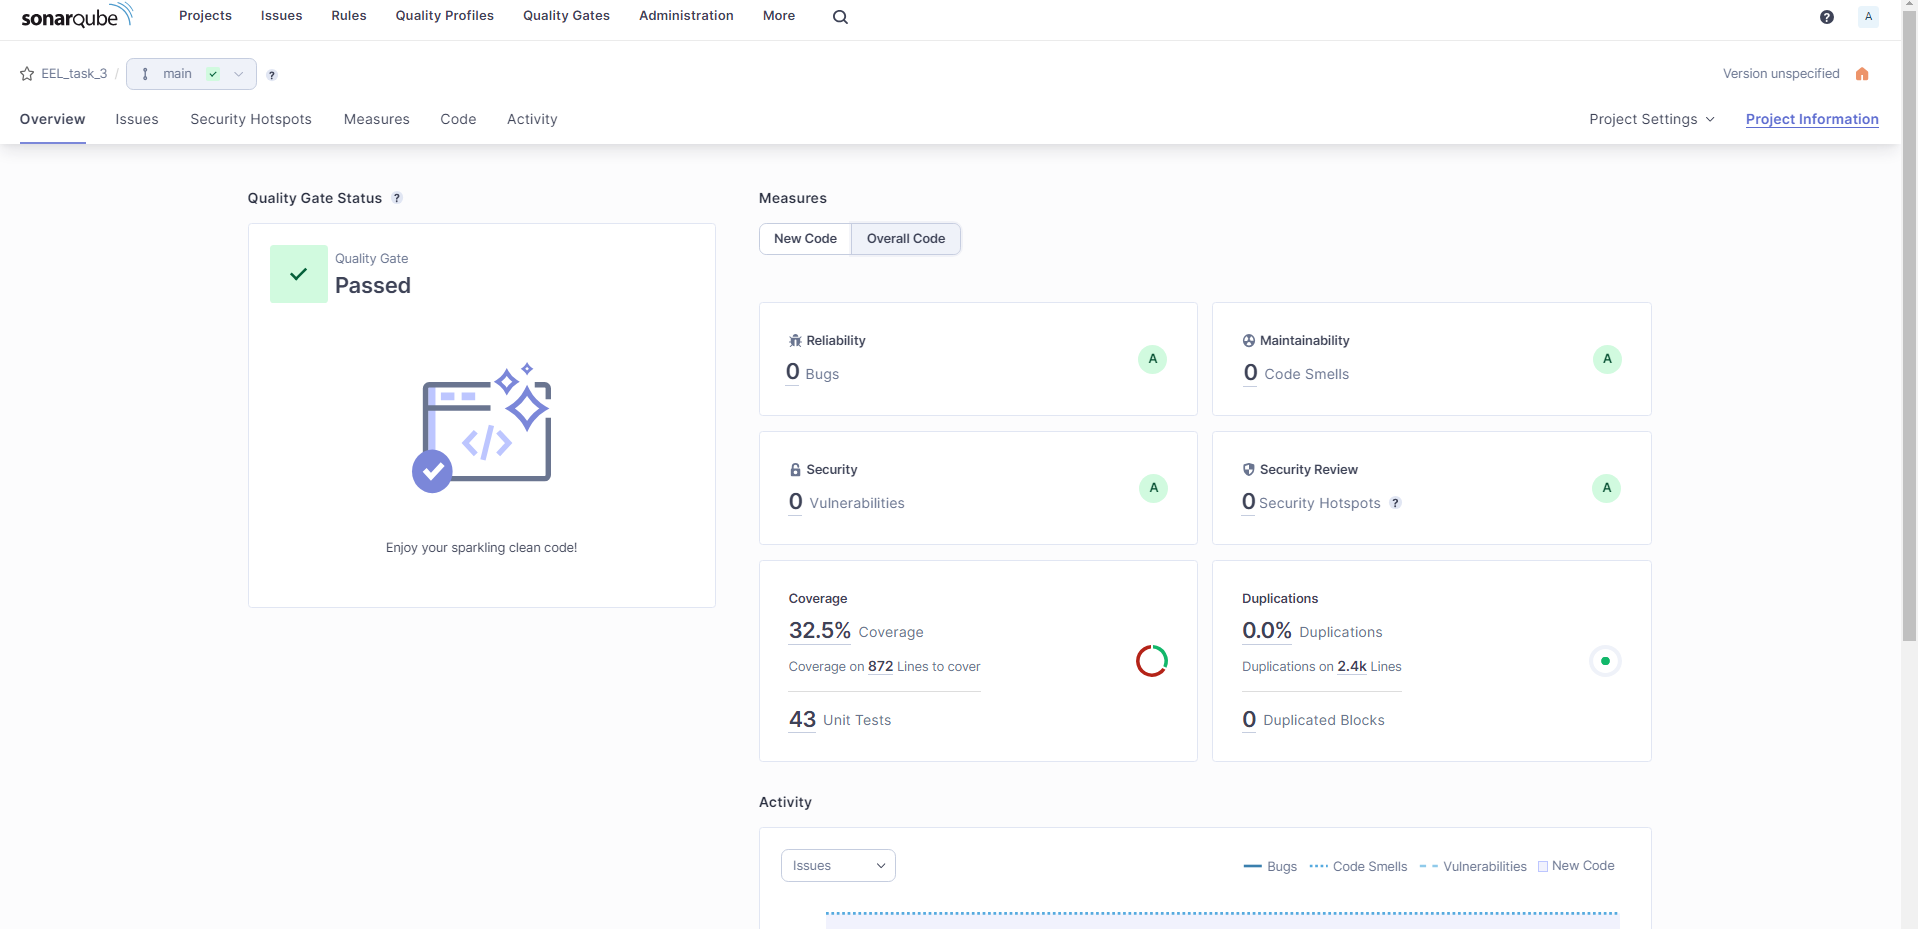 sonarqube Projects Issues Rules Quality Profiles Quality Gates Administration More ? A
EEL_task_3 / main ? Version unspecified
Overview Issues Security Hotspots Measures Code Activity Project Settings Project Information
Quality Gate Status ?
Quality Gate
Passed
</>
Enjoy your sparkling clean code!
Measures
New Code Overall Code
Reliability
0 Bugs A
Maintainability
0 Code Smells A
Security
0 Vulnerabilities A
Security Review
0 Security Hotspots ? A
Coverage
32.5% Coverage
Coverage on 872 Lines to cover
43 Unit Tests
Duplications
0.0% Duplications
Duplications on 2.4k Lines
0 Duplicated Blocks
Activity
Issues Bugs Code Smells Vulnerabilities New Code